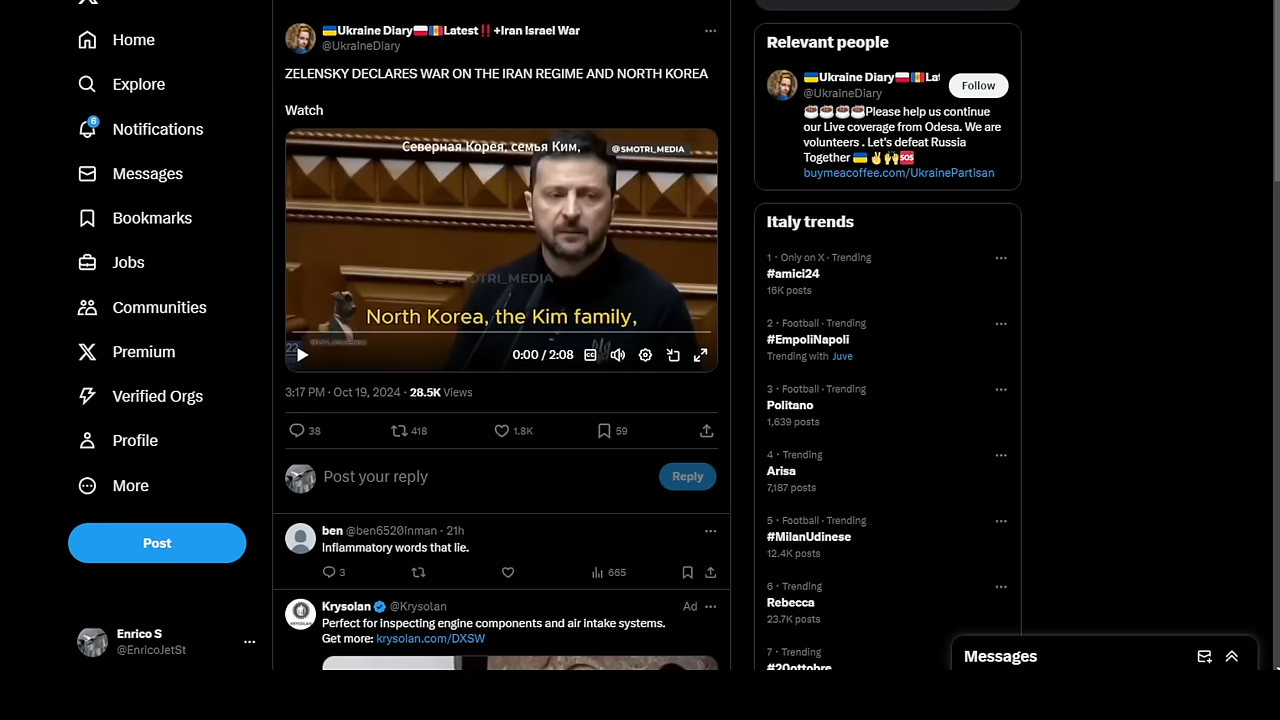 Home
Explore
6
Notifications
Messages
Bookmarks
Jobs
Communities
Premium
Verified Orgs
Profile
More
Post
Enrico S
@EnricoJetSt
🇺🇦Ukraine Diary🇵🇱🇲🇩Latest‼️+Iran Israel War
@UkraineDiary
ZELENSKY DECLARES WAR ON THE IRAN REGIME AND NORTH KOREA
Watch
Северная Корея, семья Ким,
@SMOTRI_MEDIA
@SMOTRI_MEDIA
North Korea, the Kim family,
22
0:00 / 2:08
3:17 PM · Oct 19, 2024 · 28.5K Views
38 418 1.8K 59
Post your reply
Reply
ben @ben6520inman · 21h
Inflammatory words that lie.
3 665
Krysolan @Krysolan Ad
Perfect for inspecting engine components and air intake systems.
Get more: krysolan.com/DXSW
Relevant people
🇺🇦Ukraine Diary🇵🇱🇲🇩La
@UkraineDiary
Follow
☕☕☕☕Please help us continue
our Live coverage from Odesa. We are
volunteers . Let's defeat Russia
Together 🇺🇦✌🙌🆘
buymeacoffee.com/UkrainePartisan
Italy trends
1 · Only on X · Trending
#amici24
16K posts
2 · Football · Trending
#EmpoliNapoli
Trending with Juve
3 · Football · Trending
Politano
1,639 posts
4 · Trending
Arisa
7,187 posts
5 · Football · Trending
#MilanUdinese
12.4K posts
6 · Trending
Rebecca
23.7K posts
7 · Trending
#20ottobre
Messages